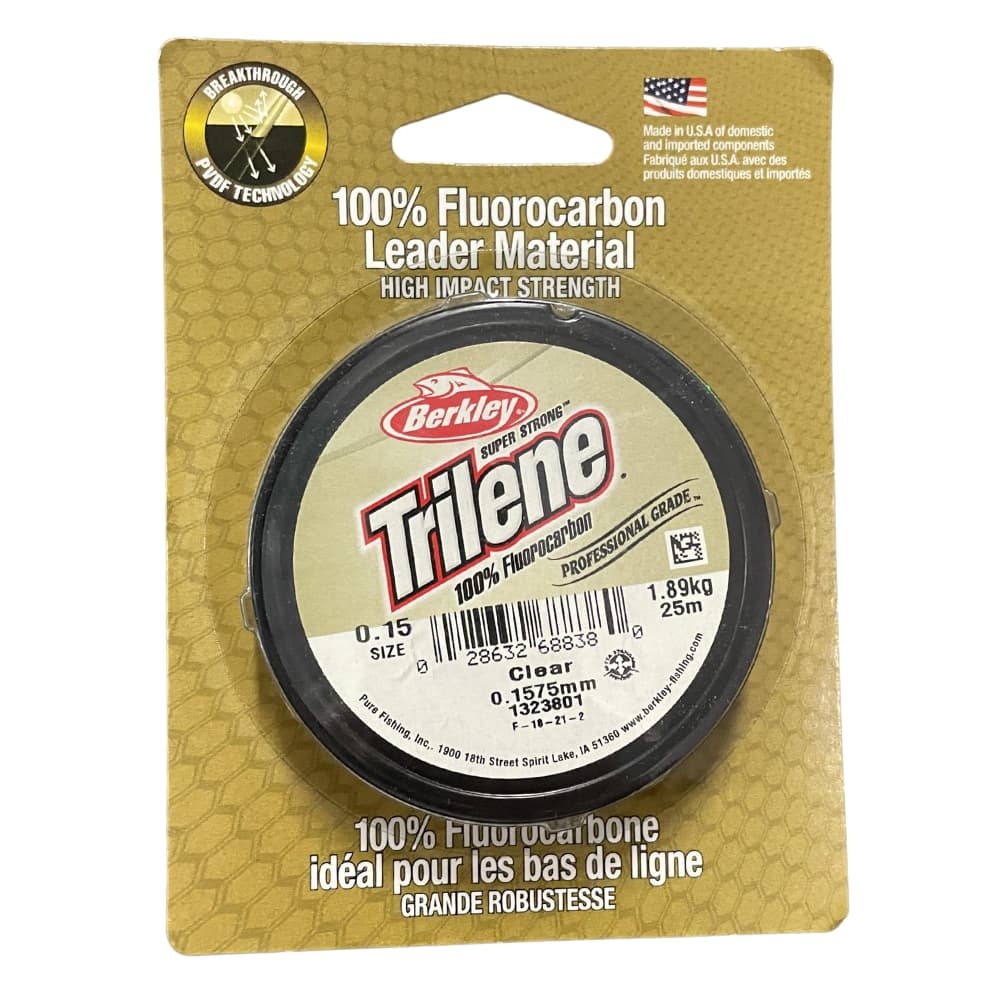 BREAKTHROUGH
PVDF TECHNOLOGY
Made in U.S.A of domestic
and imported components
Fabriqué aux U.S.A. avec des
produits domestiques et importés
100% Fluorocarbon
Leader Material
HIGH IMPACT STRENGTH
Berkley
SUPER STRONG™
Trilene
100% Fluorocarbon
PROFESSIONAL GRADE™
1.89kg
25m
0.15
SIZE
0 28632 68838 0
Clear
0.1575mm
1323801
F-18-21-2
Pure Fishing, Inc,. 1900 18th Street Spirit Lake, IA 51360 www.berkley-fishing.com
100% Fluorocarbone
idéal pour les bas de ligne
GRANDE ROBUSTESSE